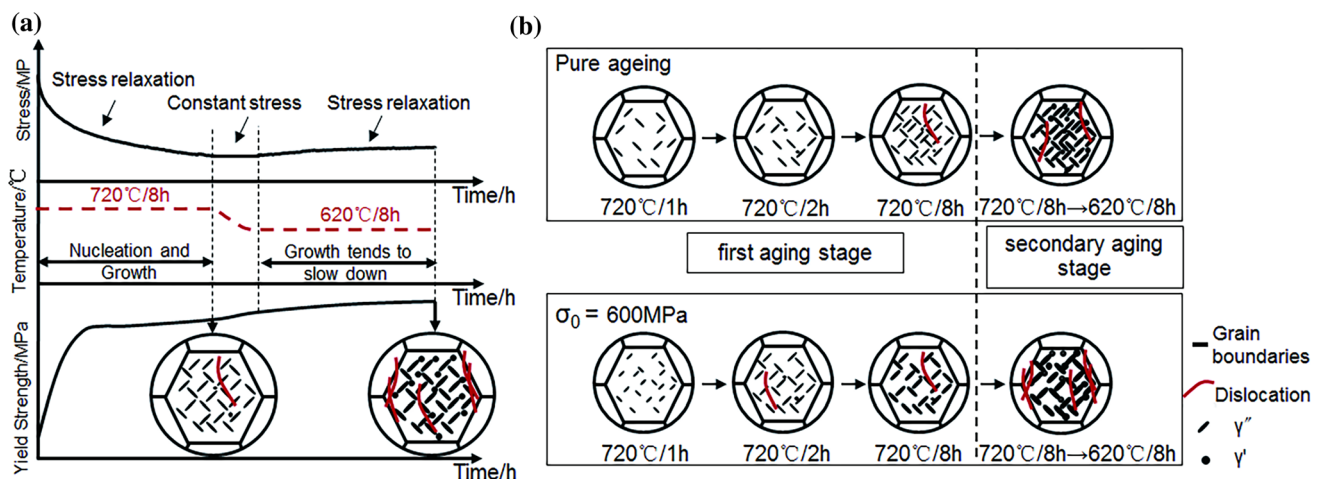 (a)
Stress/MP
Stress relaxation
Constant stress
Stress relaxation
Time/h
Temperature/℃
720℃/8h
620℃/8h
Nucleation and
Growth
Growth tends to
slow down
Time/h
Yield Strength/MPa
Time/h
(b)
Pure ageing
720℃/1h
720℃/2h
720℃/8h
720℃/8h→620℃/8h
first aging stage
secondary aging
stage
σ0 = 600MPa
720℃/1h
720℃/2h
720℃/8h
720℃/8h→620℃/8h
Grain
boundaries
Dislocation
γ″
γ'